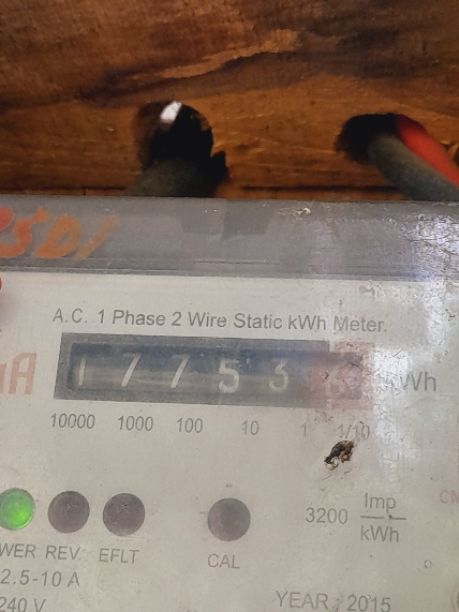 A.C. 1 Phase 2 Wire Static kWh Meter.
17753
kWh
10000 1000 100 10 1 1/10
3200 Imp/kWh
REV. EFLT
CAL
2.5-10 A
240 V
YEAR : 2015